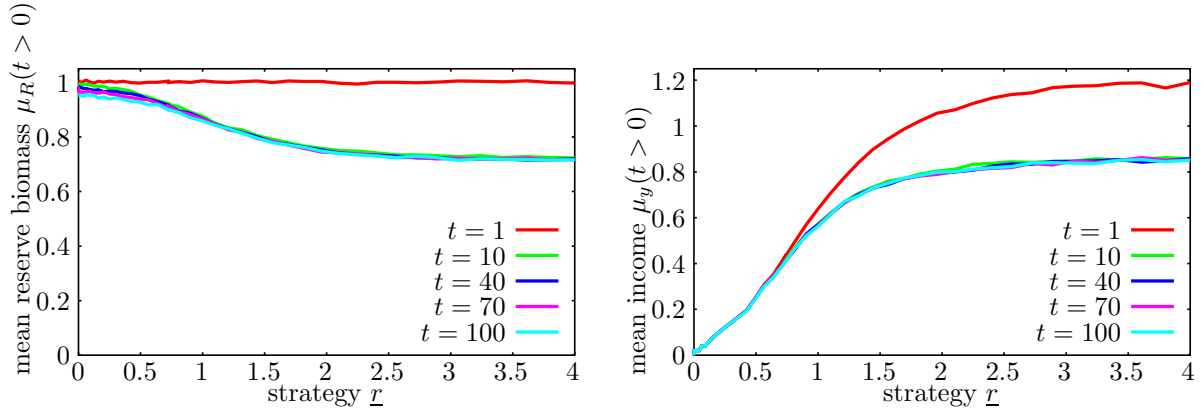 mean reserve biomass μ_R(t > 0)
1
0.8
0.6
0.4
0.2
0
0 0.5 1 1.5 2 2.5 3 3.5 4
strategy r
t = 1
t = 10
t = 40
t = 70
t = 100
mean income μ_y(t > 0)
1.2
1
0.8
0.6
0.4
0.2
0
0 0.5 1 1.5 2 2.5 3 3.5 4
strategy r
t = 1
t = 10
t = 40
t = 70
t = 100